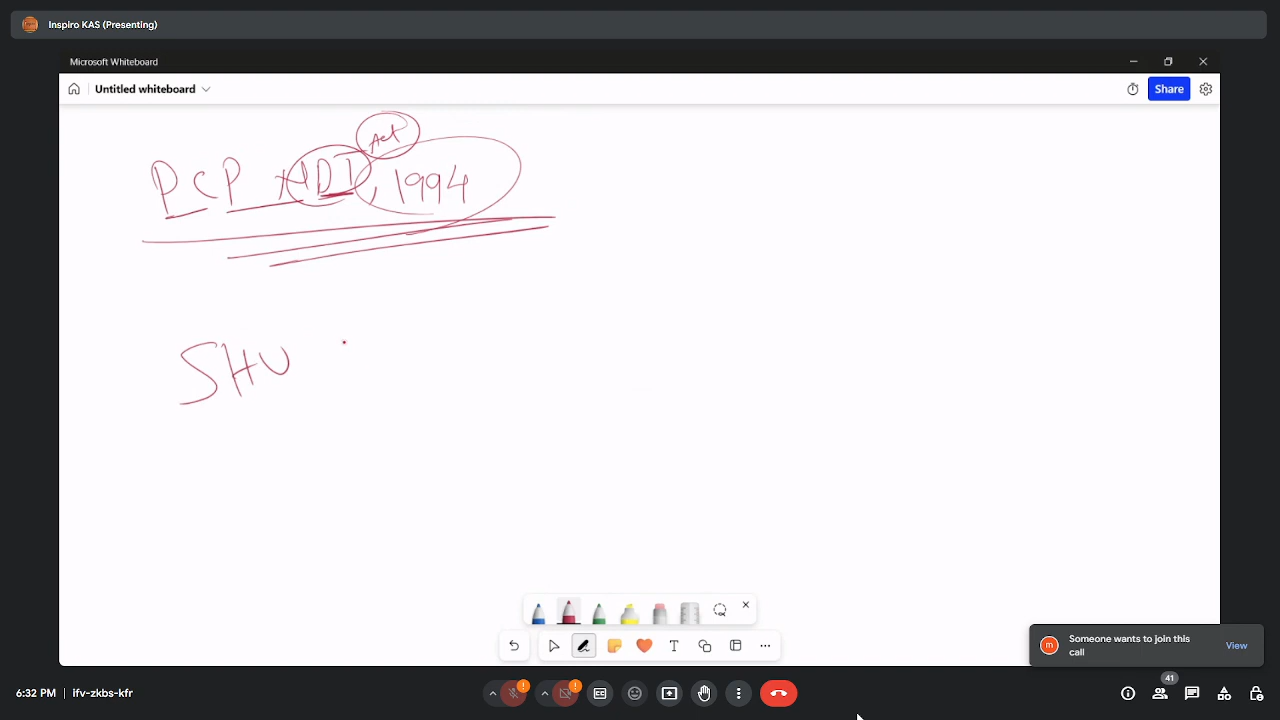 Inspiro KAS (Presenting)
Microsoft Whiteboard
Untitled whiteboard
Share
Act
PCP NDT, 1994
SHU
T
Someone wants to join this call
m
View
6:32 PM | ifv-zkbs-kfr
CC
41